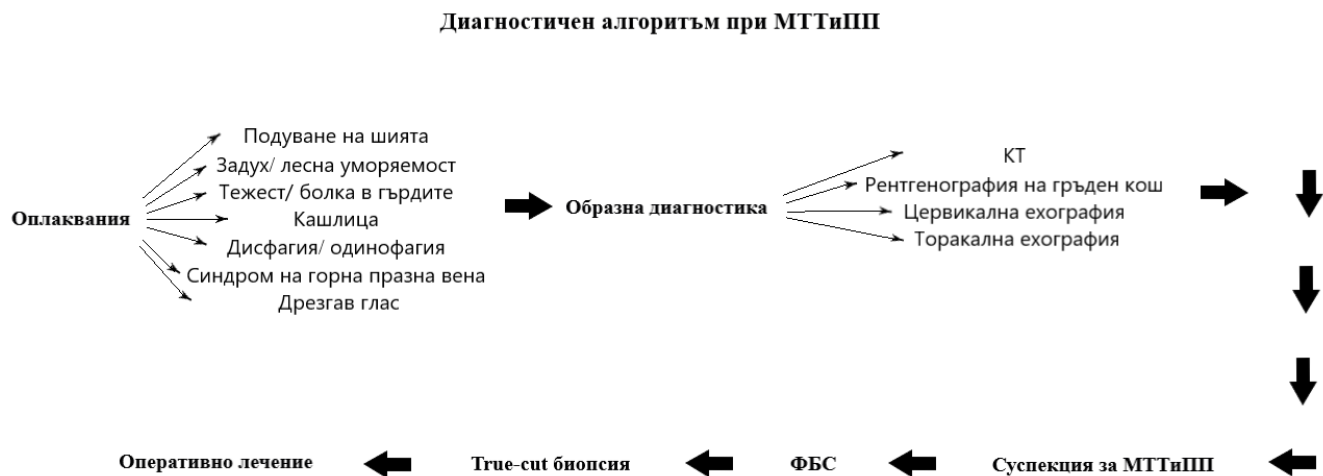 Диагностичен алгоритъм при МТТиПП
Оплаквания
Подуване на шията
Задух/ лесна уморяемост
Тежест/ болка в гърдите
Кашлица
Дисфагия/ одинофагия
Синдром на горна празна вена
Дрезгав глас
Образна диагностика
КТ
Рентгенография на гръден кош
Цервикална ехография
Торакална ехография
Суспекция за МТТиПП
ФБС
True-cut биопсия
Оперативно лечение